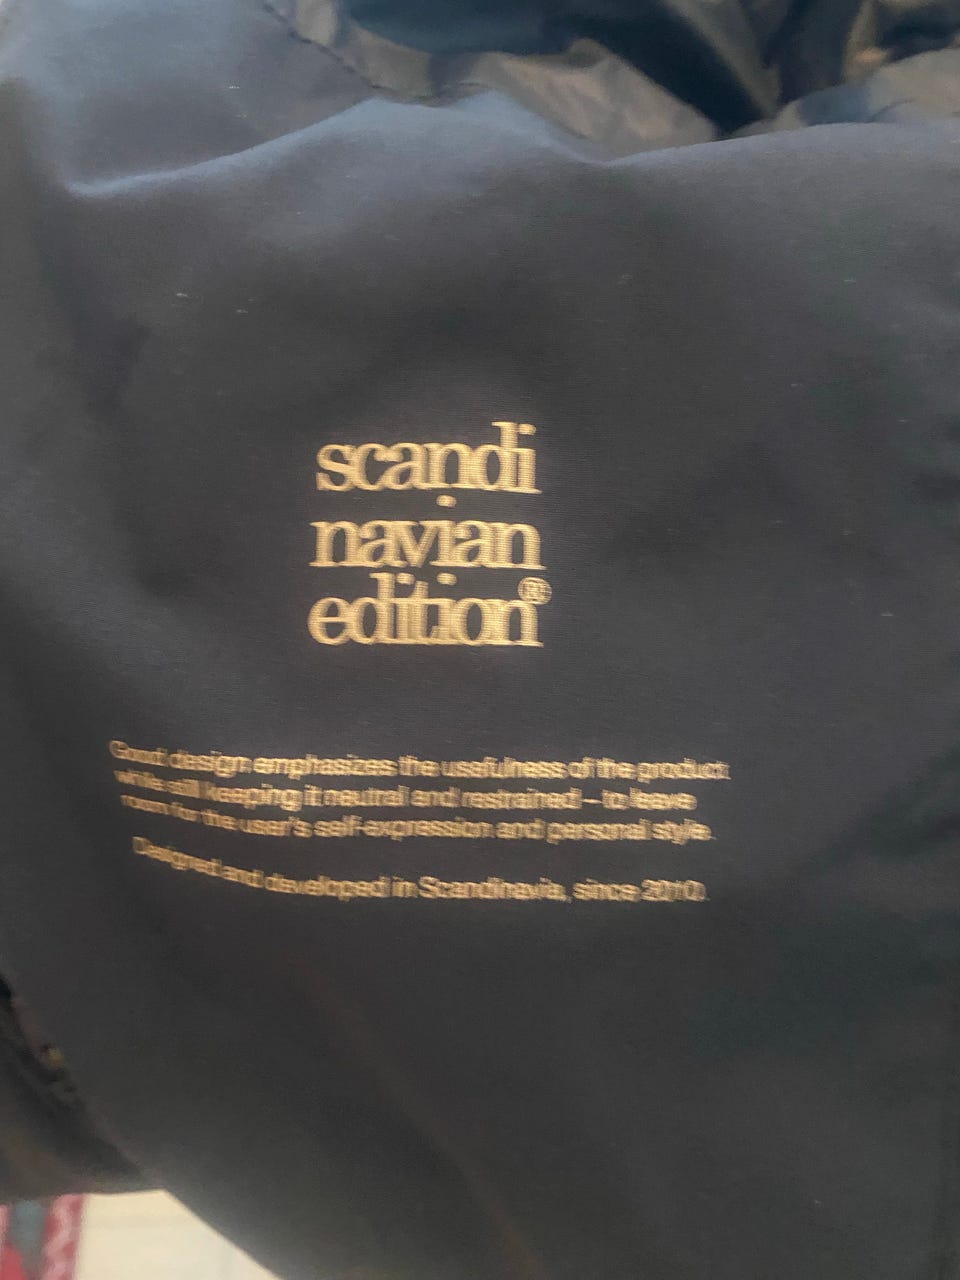 scandi
navian
edition®
Good design emphasizes the usefulness of the product
while still keeping it neutral and restrained – to leave
room for the user's self-expression and personal style.
Designed and developed in Scandinavia, since 2010.